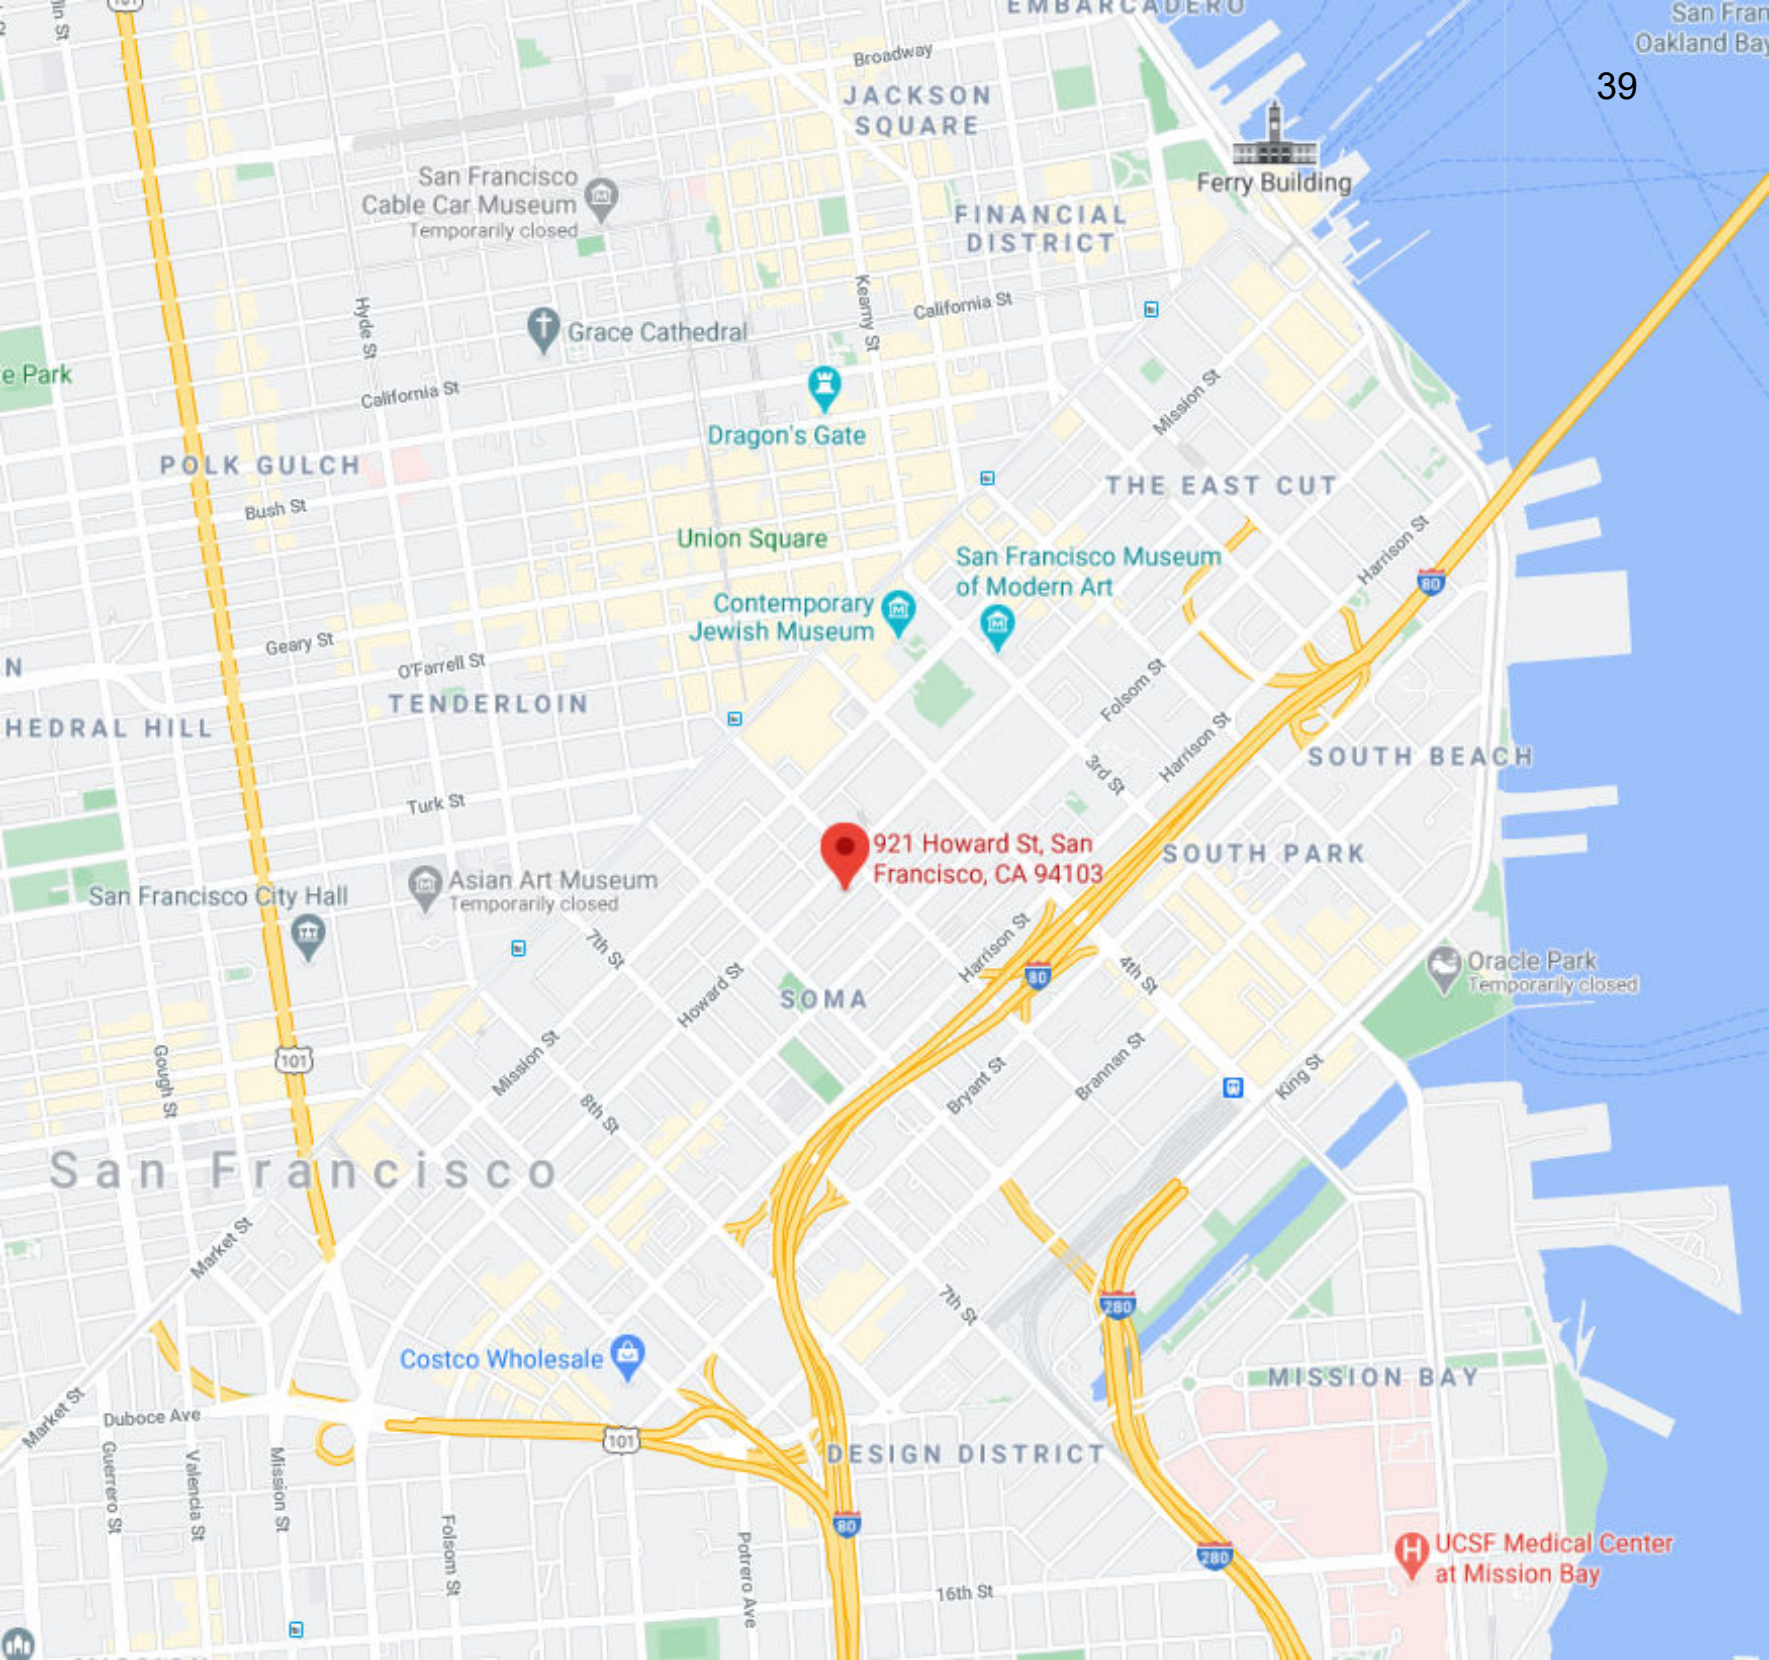 EMBARCADERO
San Fran
Oakland Bay
39
101
Broadway
JACKSON
SQUARE
San Francisco
Cable Car Museum
Temporarily closed
Ferry Building
FINANCIAL
DISTRICT
Hyde St
Kearny St
California St
Grace Cathedral
e Park
California St
Dragon's Gate
Mission St
POLK GULCH
THE EAST CUT
Bush St
Union Square
San Francisco Museum
of Modern Art
Harrison St
80
Contemporary
Jewish Museum
Geary St
O'Farrell St
N
TENDERLOIN
Folsom St
HEDRAL HILL
Harrison St
SOUTH BEACH
3rd St
Turk St
921 Howard St, San
Francisco, CA 94103
SOUTH PARK
Asian Art Museum
Temporarily closed
San Francisco City Hall
7th St
Harrison St
80
4th St
Oracle Park
Temporarily closed
Howard St
SOMA
101
Gough St
Mission St
8th St
Bryant St
Brannan St
King St
San Francisco
Market St
280
7th St
Costco Wholesale
MISSION BAY
Market St
Duboce Ave
101
DESIGN DISTRICT
Guerrero St
Valencia St
Mission St
Folsom St
Potrero Ave
80
280
UCSF Medical Center
at Mission Bay
16th St